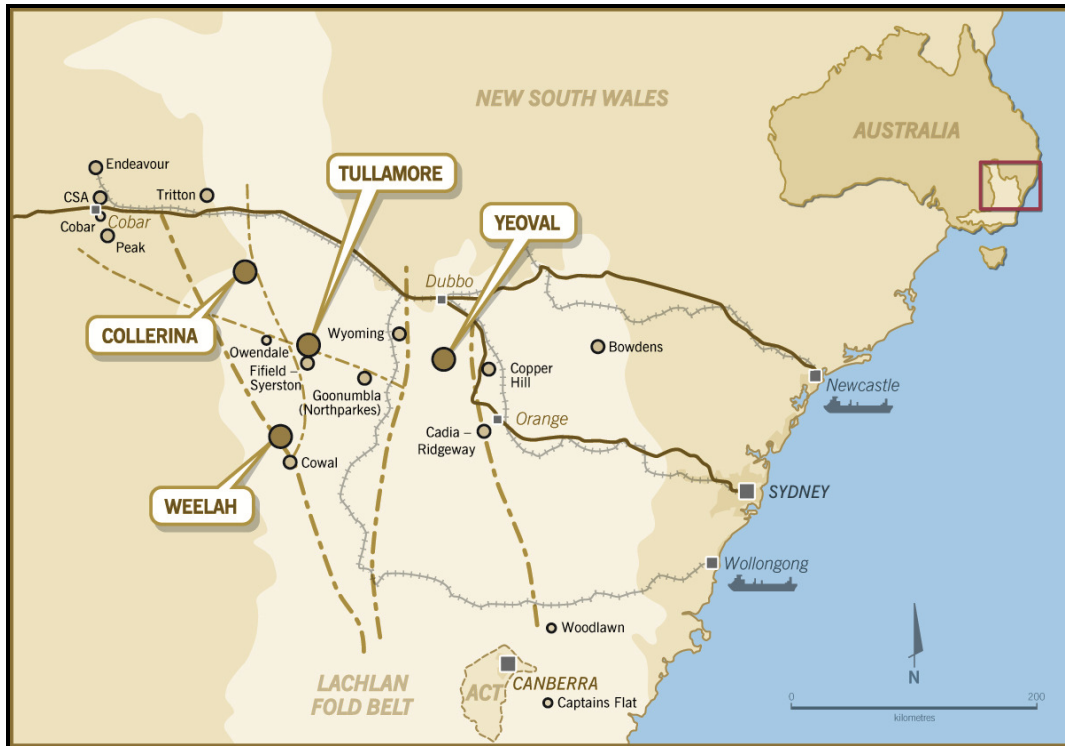 NEW SOUTH WALES
AUSTRALIA
Endeavour
TULLAMORE
CSA
Tritton
YEOVAL
Cobar
Cobar
Peak
Dubbo
COLLERINA
Wyoming
Owendale
Fifield –
Syerston
Bowdens
Copper
Hill
Goonumbla
(Northparkes)
Newcastle
Orange
Cadia –
Ridgeway
Cowal
WEELAH
SYDNEY
Wollongong
Woodlawn
LACHLAN
FOLD BELT
ACT
CANBERRA
Captains Flat
N
0
200
kilometres